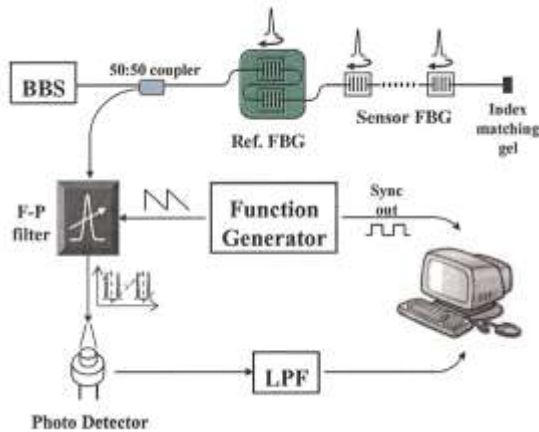 50:50 coupler
BBS
Ref. FBG
Sensor FBG
Index
matching
gel
F-P
filter
Function
Generator
Sync
out
LPF
Photo Detector